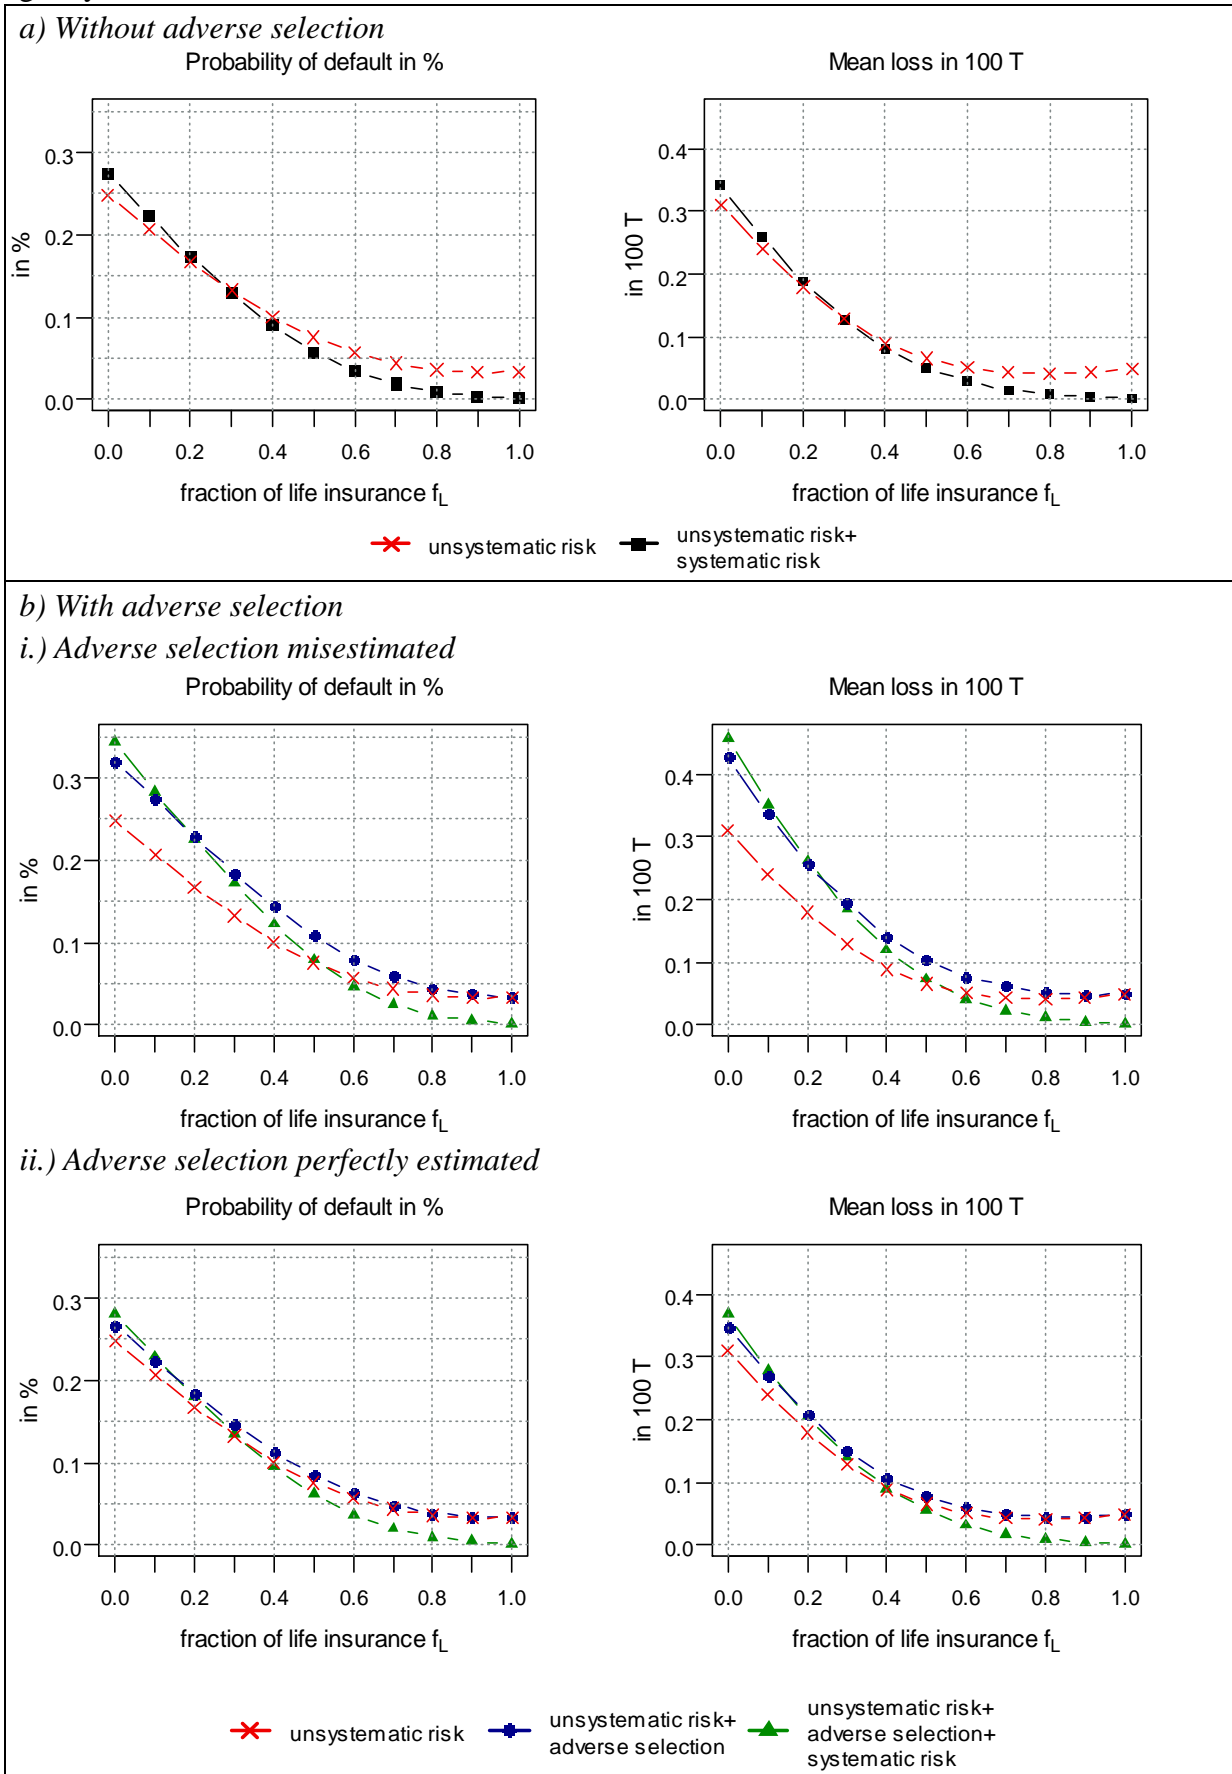 a) Without adverse selection
Probability of default in %
Mean loss in 100 T
in %
0.3
0.2
0.1
0.0
0.0 0.2 0.4 0.6 0.8 1.0
fraction of life insurance fL
in 100 T
0.4
0.3
0.2
0.1
0.0
0.0 0.2 0.4 0.6 0.8 1.0
fraction of life insurance fL
unsystematic risk
unsystematic risk+
systematic risk
b) With adverse selection
i.) Adverse selection misestimated
Probability of default in %
Mean loss in 100 T
in %
0.3
0.2
0.1
0.0
0.0 0.2 0.4 0.6 0.8 1.0
fraction of life insurance fL
in 100 T
0.4
0.3
0.2
0.1
0.0
0.0 0.2 0.4 0.6 0.8 1.0
fraction of life insurance fL
ii.) Adverse selection perfectly estimated
Probability of default in %
Mean loss in 100 T
in %
0.3
0.2
0.1
0.0
0.0 0.2 0.4 0.6 0.8 1.0
fraction of life insurance fL
in 100 T
0.4
0.3
0.2
0.1
0.0
0.0 0.2 0.4 0.6 0.8 1.0
fraction of life insurance fL
unsystematic risk
unsystematic risk+
adverse selection
unsystematic risk+
adverse selection+
systematic risk